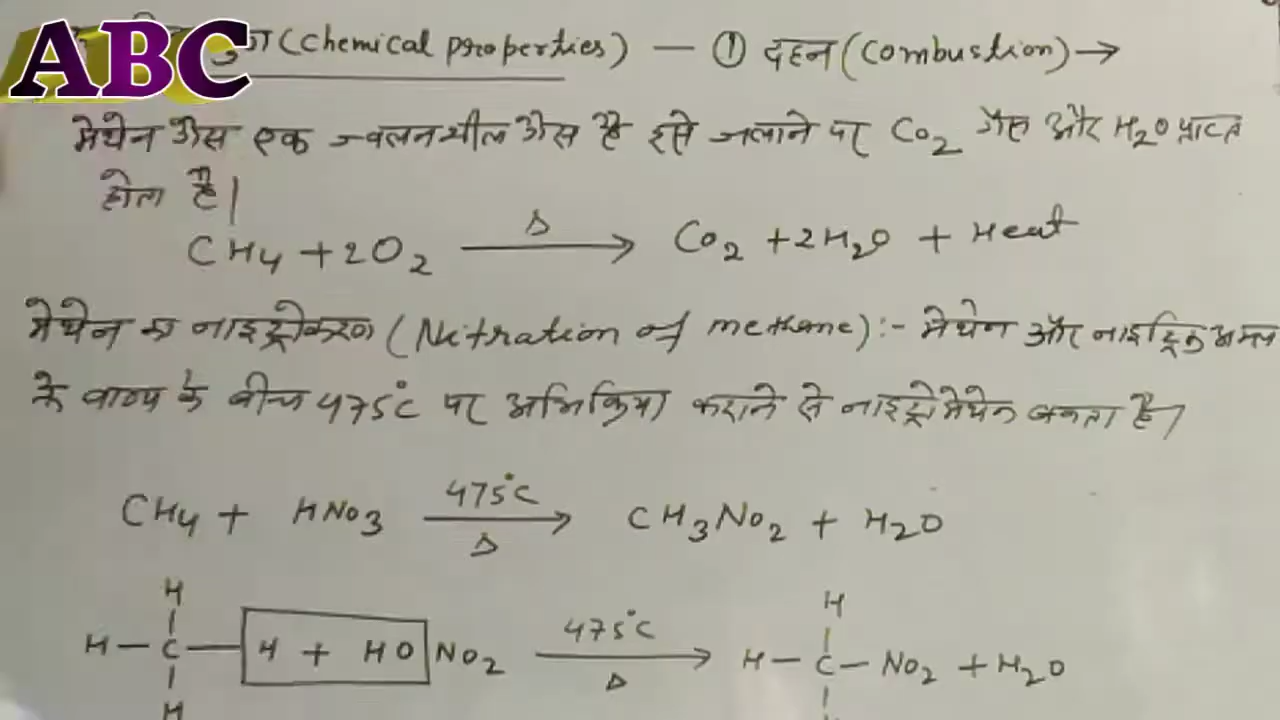 ABC
(Chemical properties) — ① दहन (Combustion) →
मेथेन गैस एक ज्वलनशील गैस है इसे जलाने पर Co2 गैस और H2O प्राप्त
होता है|
CH4 + 2O2 —Δ→ Co2 + 2H2O + Heat
मेथेन का नाइट्रोकरण (Nitration of methane) :- मेथेन और नाइट्रिक अम्ल
के वाष्प के बीच 475°C पर अभिक्रिया कराने से नाइट्रोमेथेन बनता है।
475°C
CH4 + HNo3 → CH3No2 + H2O
Δ
H H
475°C
H – C – H + HO No2 → H – C – No2 + H2O
Δ
H